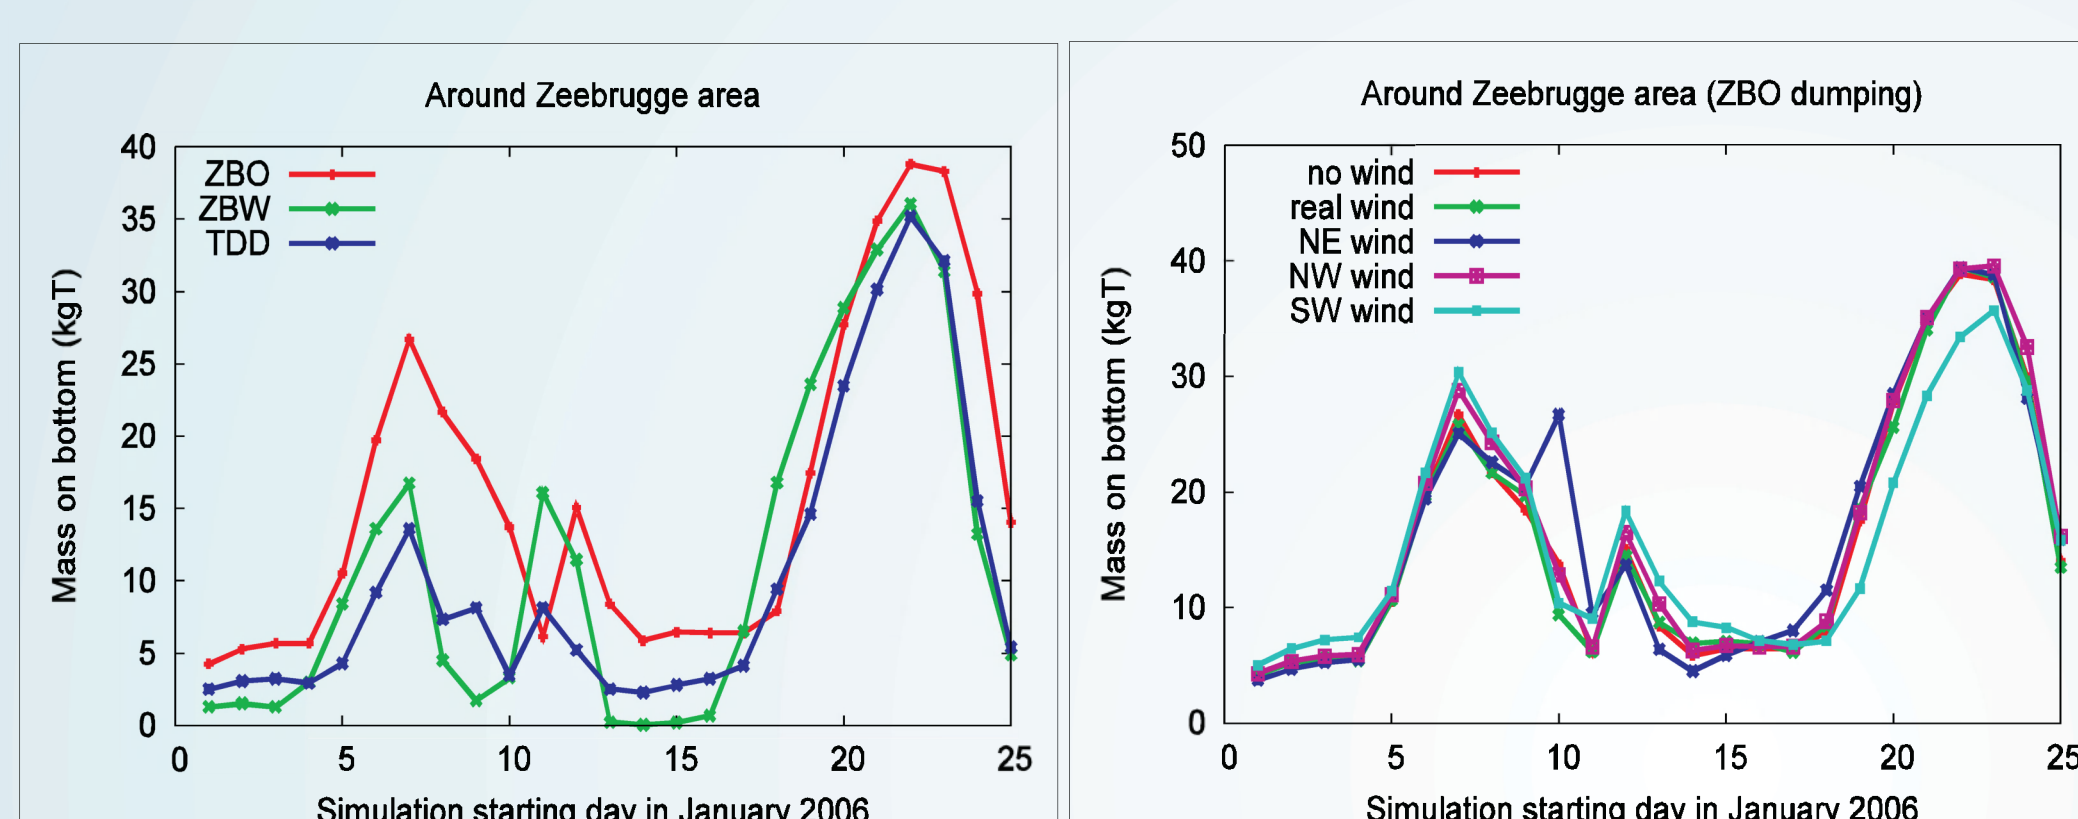 Around Zeebrugge area
40
35
30
25
20
15
10
5
0
ZBO
ZBW
TDD
Mass on bottom (kgT)
0 5 10 15 20 25
Simulation starting day in January 2006
Around Zeebrugge area (ZBO dumping)
50
40
30
20
10
0
no wind
real wind
NE wind
NW wind
SW wind
Mass on bottom (kgT)
0 5 10 15 20 25
Simulation starting day in January 2006